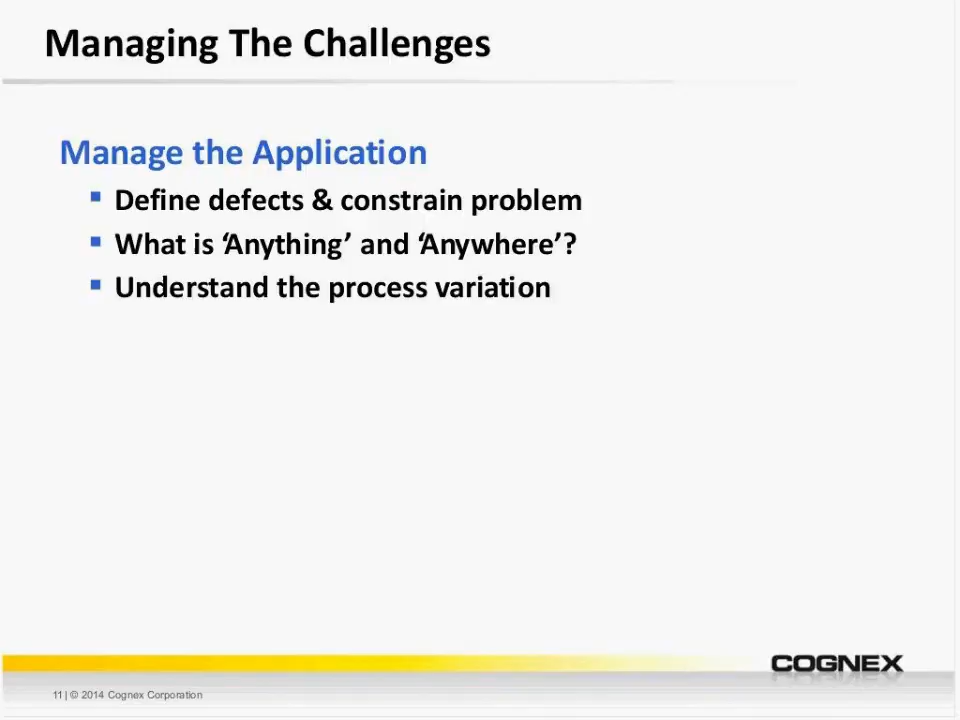 Managing The Challenges
Manage the Application
▪ Define defects & constrain problem
▪ What is ‘Anything’ and ‘Anywhere’?
▪ Understand the process variation
COGNEX
11| © 2014 Cognex Corporation